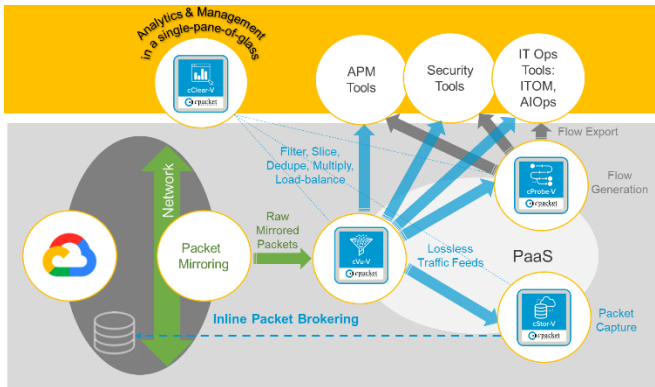 Analytics & Management
in a single-pane-of-glass
cClear-V
cpacket
APM
Tools
Security
Tools
IT Ops
Tools:
ITOM,
AIOps
Flow Export
Filter, Slice,
Dedupe, Multiply,
Load-balance
cProbe-V
cpacket
Flow
Generation
Network
Packet
Mirroring
Raw
Mirrored
Packets
cVu-V
cpacket
Lossless
Traffic Feeds
PaaS
cStor-V
cpacket
Packet
Capture
Inline Packet Brokering